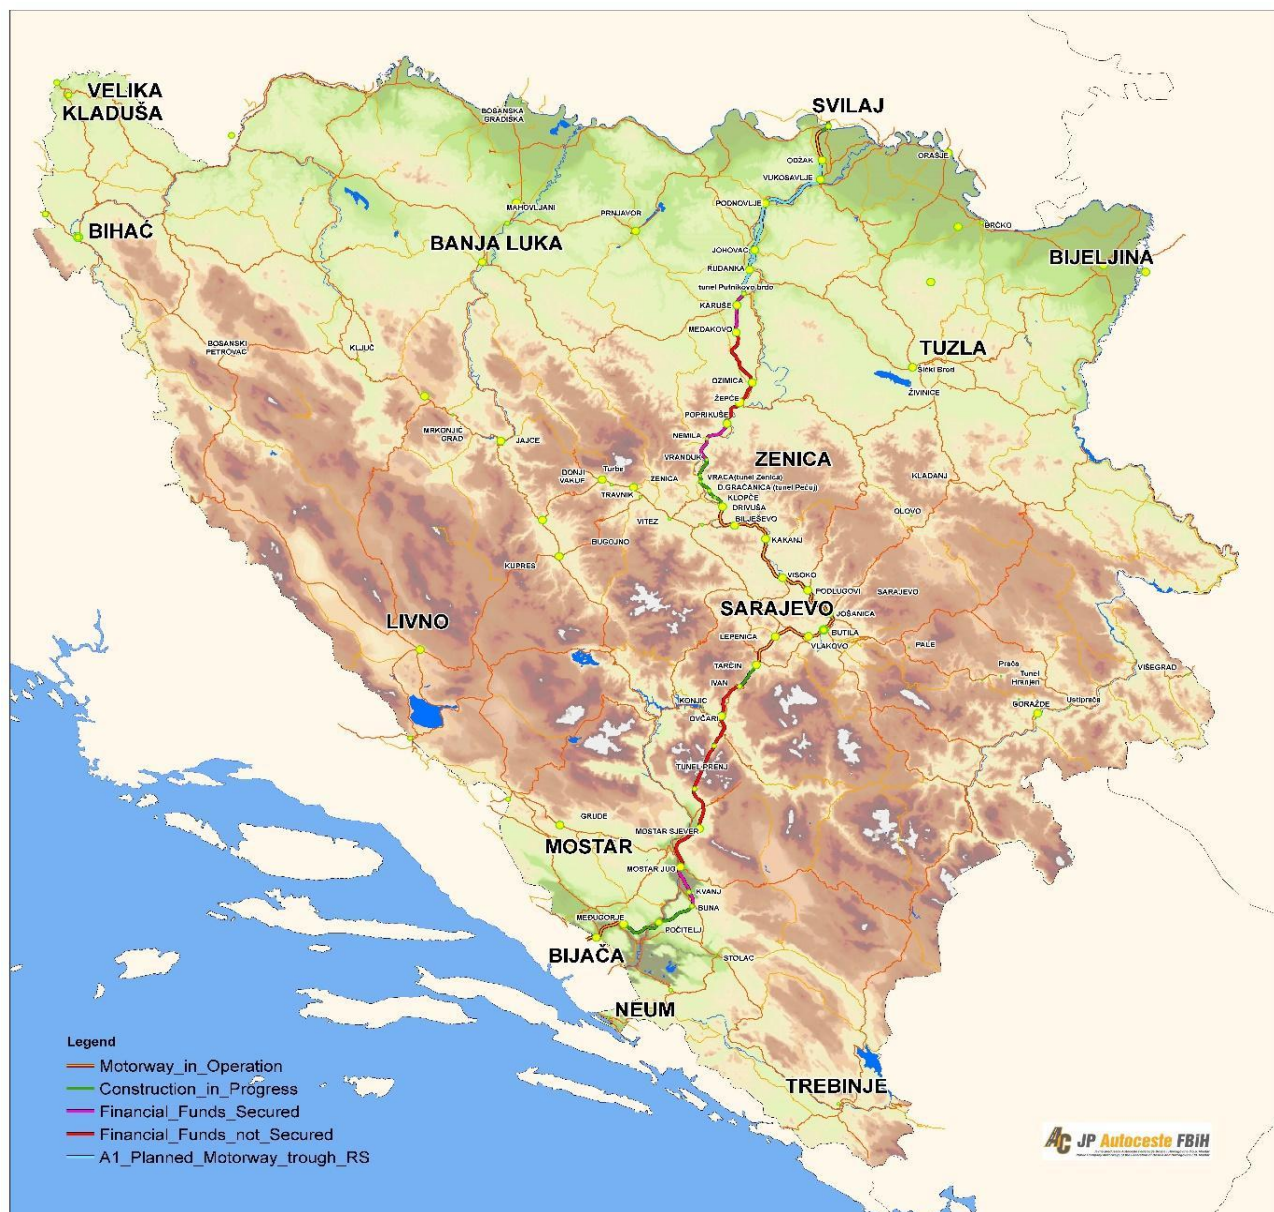 VELIKA
KLADUŠA
BOSANSKA
GRADIŠKA
SVILAJ
ORAŠJE
ODŽAK
VUKOSAVLJE
MAHOVLJANI
PRNJAVOR
PODNOVLJE
BRČKO
BIHAĆ
BANJA LUKA
JOHOVAC
BIJELJINA
RUDANKA
tunel Putnikovo brdo
KARUŠE
MEDAKOVO
BOSANSKI
PETROVAC
KLJUČ
TUZLA
Šićki Brod
OZIMICA
ŽIVINICE
ŽEPČE
POPRIKUŠE
MRKONJIĆ
GRAD
JAJCE
NEMILA
VRANDUK
ZENICA
DONJI
VAKUF
Turbe
ZENICA
TRAVNIK
VRACA(tunel Zenica)
D.GRAČANICA (tunel Pečuj)
KLADANJ
KLOPČE
DRIVUŠA
OLOVO
VITEZ
BILJEŠEVO
BUGOJNO
KAKANJ
KUPRES
VISOKO
PODLUGOVI
SARAJEVO
SARAJEVO
JOŠANICA
LIVNO
LEPENICA
BUTILA
VLAKOVO
PALE
TARČIN
Prača
VIŠEGRAD
IVAN
Tunel
Hranjen
KONJIC
GORAŽDE
Ustiprača
OVČARI
TUNEL PRENJ
GRUDE
MOSTAR SJEVER
MOSTAR
MOSTAR JUG
KVANJ
BUNA
MEĐUGORJE
POČITELJ
BIJAČA
STOLAC
NEUM
Legend
Motorway_in_Operation
Construction_in_Progress
Financial_Funds_Secured
Financial_Funds_not_Secured
A1_Planned_Motorway_trough_RS
TREBINJE
AC JP Autoceste FBiH